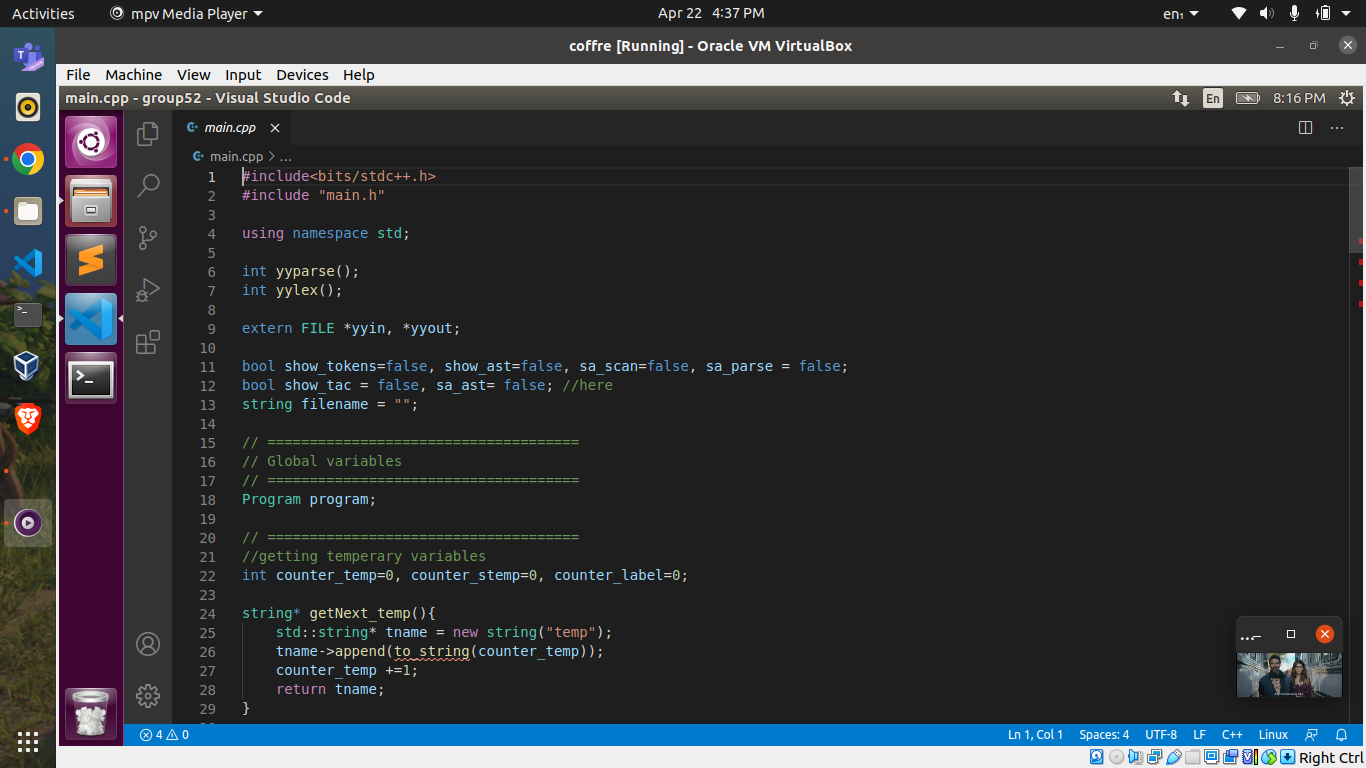 Activities
mpv Media Player
Apr 22 4:37 PM
en₁
coffre [Running] - Oracle VM VirtualBox
File Machine View Input Devices Help
main.cpp - group52 - Visual Studio Code
En
8:16 PM
main.cpp
main.cpp > ...
1 #include<bits/stdc++.h>
2 #include "main.h"
3
4 using namespace std;
5
6 int yyparse();
7 int yylex();
8
9 extern FILE *yyin, *yyout;
10
11 bool show_tokens=false, show_ast=false, sa_scan=false, sa_parse = false;
12 bool show_tac = false, sa_ast= false; //here
13 string filename = "";
14
15 // =====================================
16 // Global variables
17 // =====================================
18 Program program;
19
20 // =====================================
21 //getting temperary variables
22 int counter_temp=0, counter_stemp=0, counter_label=0;
23
24 string* getNext_temp(){
25 std::string* tname = new string("temp");
26 tname->append(to_string(counter_temp));
27 counter_temp +=1;
28 return tname;
29 }
...
4 0
Ln 1, Col 1 Spaces: 4 UTF-8 LF C++ Linux
Right Ctrl